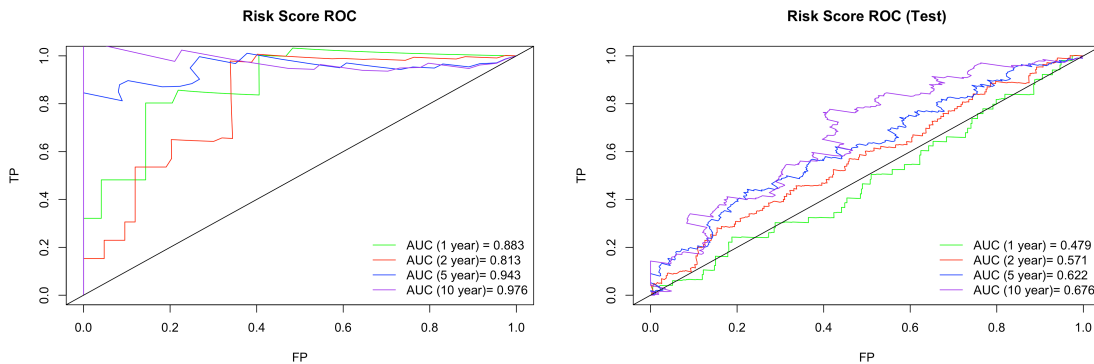 Risk Score ROC
TP
1.0
0.8
0.6
0.4
0.2
0.0
AUC (1 year) = 0.883
AUC (2 year)= 0.813
AUC (5 year)= 0.943
AUC (10 year)= 0.976
0.0 0.2 0.4 0.6 0.8 1.0
FP
Risk Score ROC (Test)
TP
1.0
0.8
0.6
0.4
0.2
0.0
AUC (1 year) = 0.479
AUC (2 year)= 0.571
AUC (5 year)= 0.622
AUC (10 year)= 0.676
0.0 0.2 0.4 0.6 0.8 1.0
FP